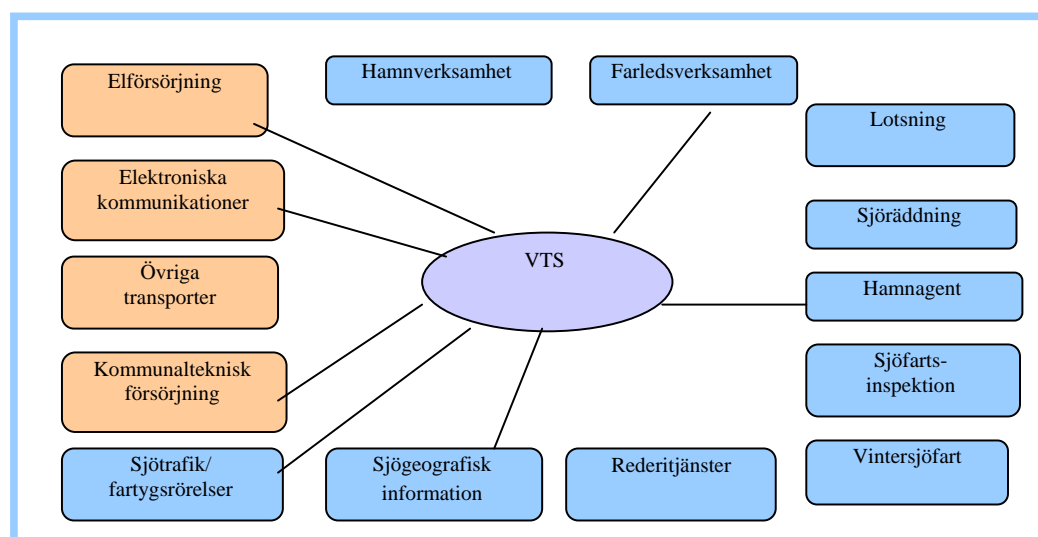 Elförsörjning
Hamnverksamhet
Farledsverksamhet
Lotsning
Elektroniska
kommunikationer
Sjöräddning
VTS
Övriga
transporter
Hamnagent
Kommunalteknisk
försörjning
Sjöfarts-
inspektion
Sjötrafik/
fartygsrörelser
Sjögeografisk
information
Rederitjänster
Vintersjöfart